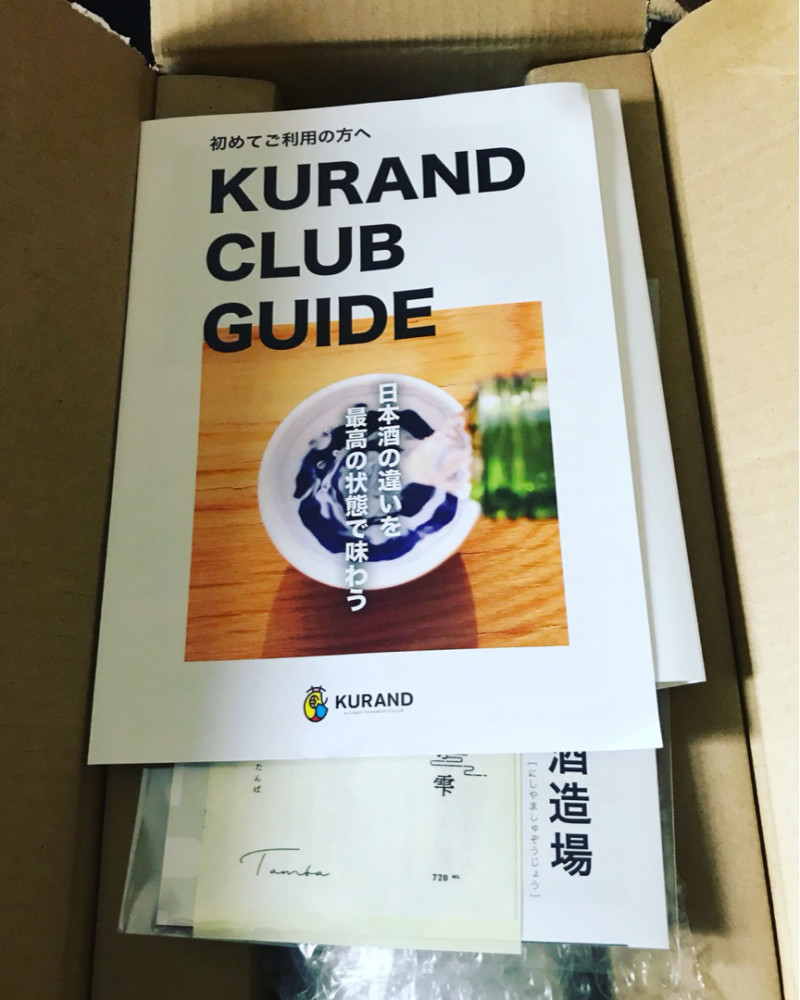 初めてご利用の方へ
KURAND
CLUB
GUIDE
日本酒の違いを
最高の状態で味わう
KURAND
たんば
雫
Tamba
720 ML
酒造場
[にしやましゅぞうじょう]